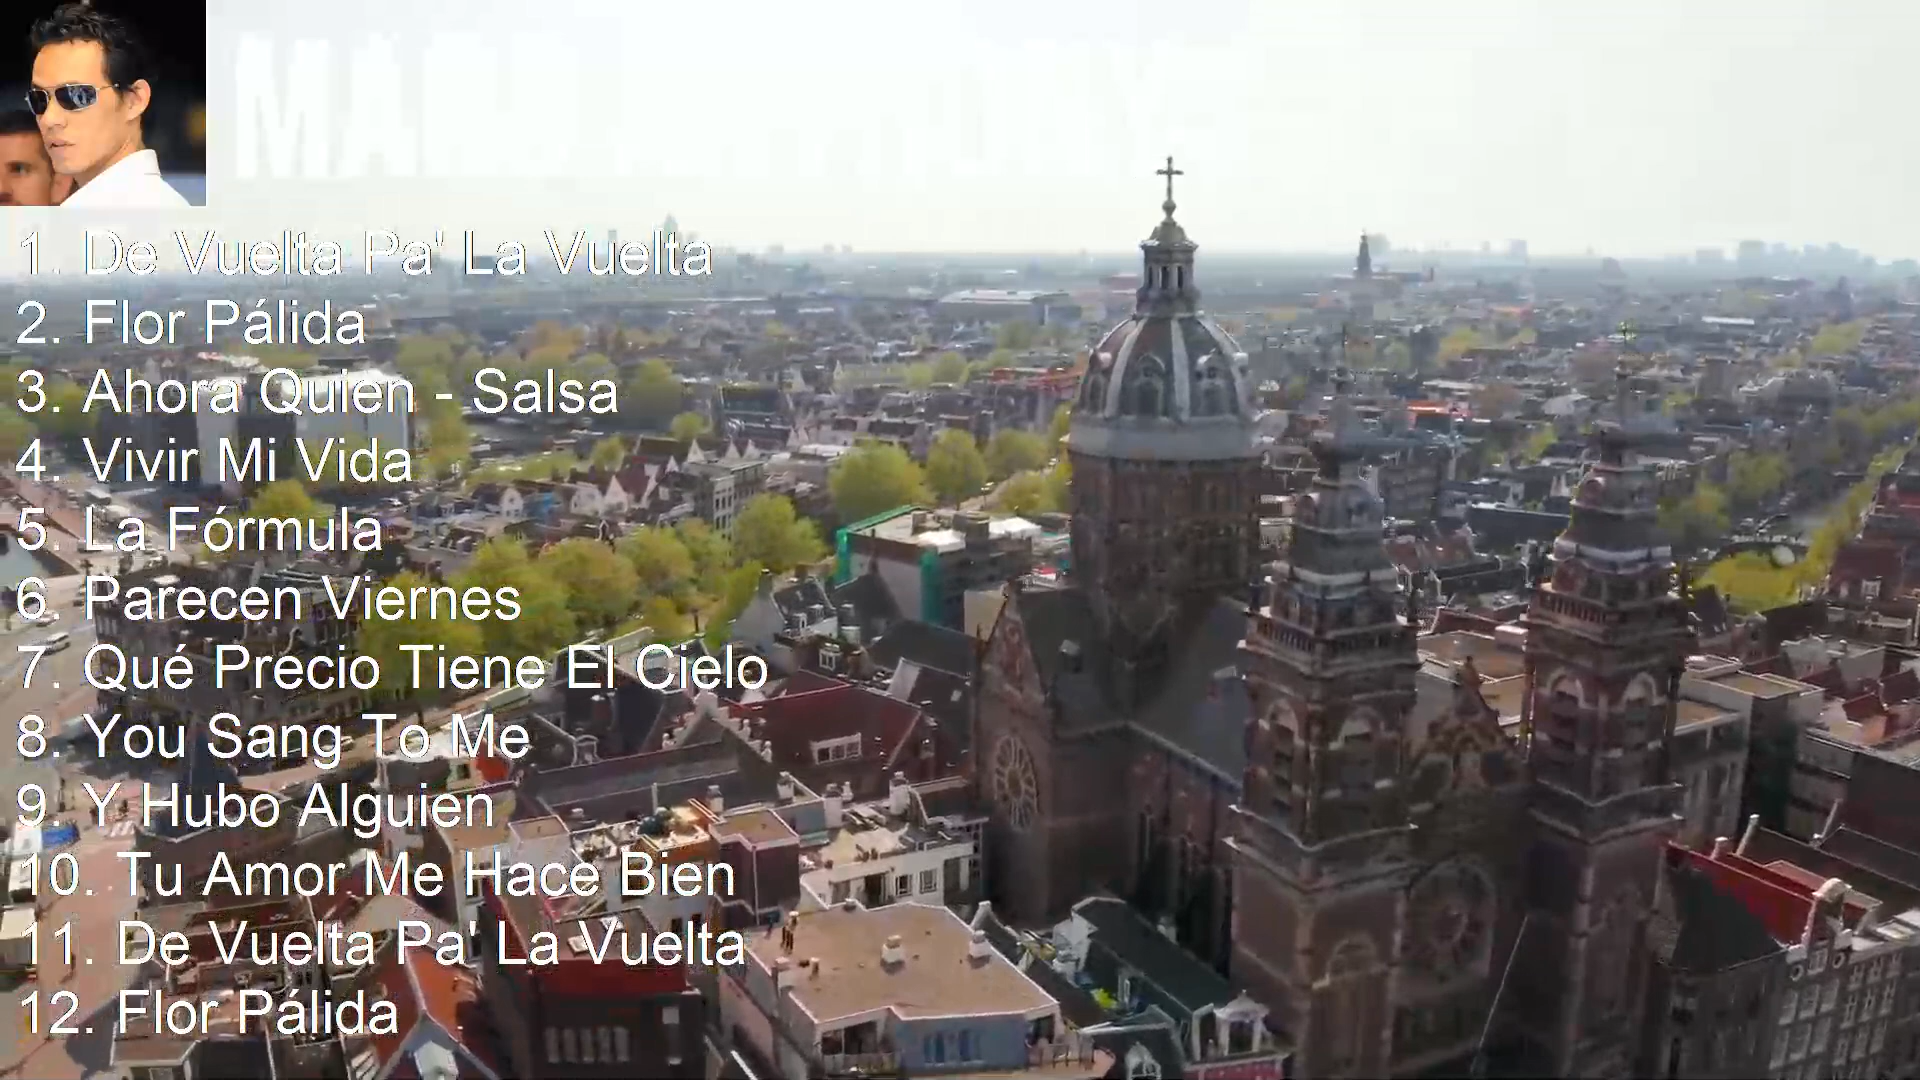 1. De Vuelta Pa' La Vuelta
2. Flor Pálida
3. Ahora Quien - Salsa
4. Vivir Mi Vida
5. La Fórmula
6. Parecen Viernes
7. Qué Precio Tiene El Cielo
8. You Sang To Me
9. Y Hubo Alguien
10. Tu Amor Me Hace Bien
11. De Vuelta Pa' La Vuelta
12. Flor Pálida